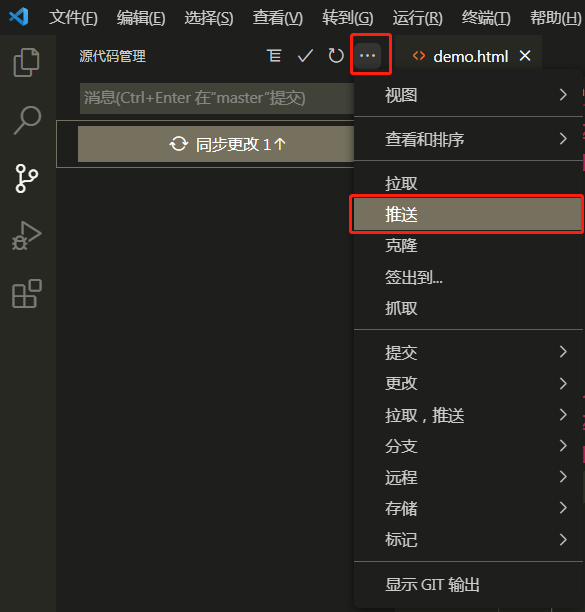 文件(F) 编辑(E) 选择(S) 查看(V) 转到(G) 运行(R) 终端(T) 帮助(H)
源代码管理
demo.html
消息(Ctrl+Enter 在"master"提交)
同步更改 1↑
视图
查看和排序
拉取
推送
克隆
签出到...
抓取
提交
更改
拉取，推送
分支
远程
存储
标记
显示 GIT 输出